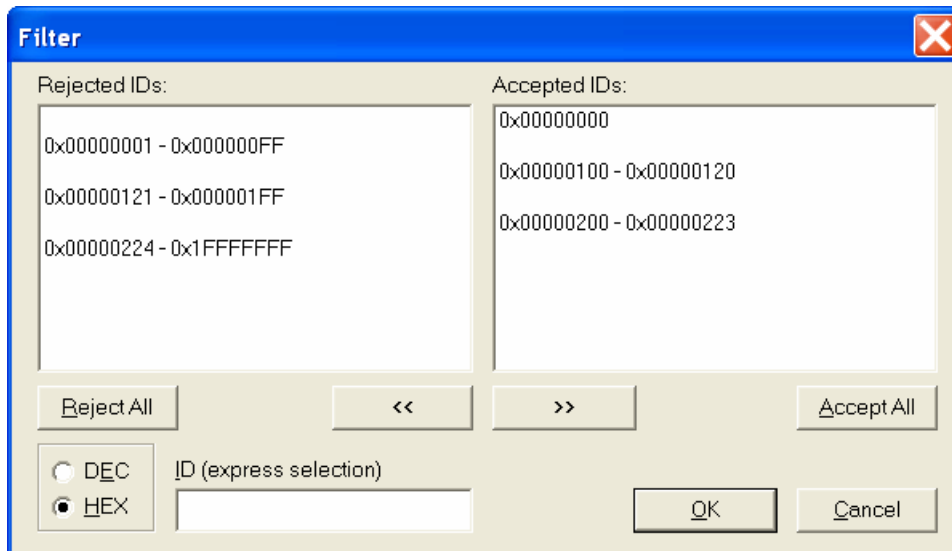 Filter
Rejected IDs:
Accepted IDs:
0x00000000
0x00000001 - 0x000000FF
0x00000100 - 0x00000120
0x00000121 - 0x000001FF
0x00000200 - 0x00000223
0x00000224 - 0x1FFFFFFF
Reject All
<<
>>
Accept All
DEC
HEX
ID (express selection)
OK
Cancel